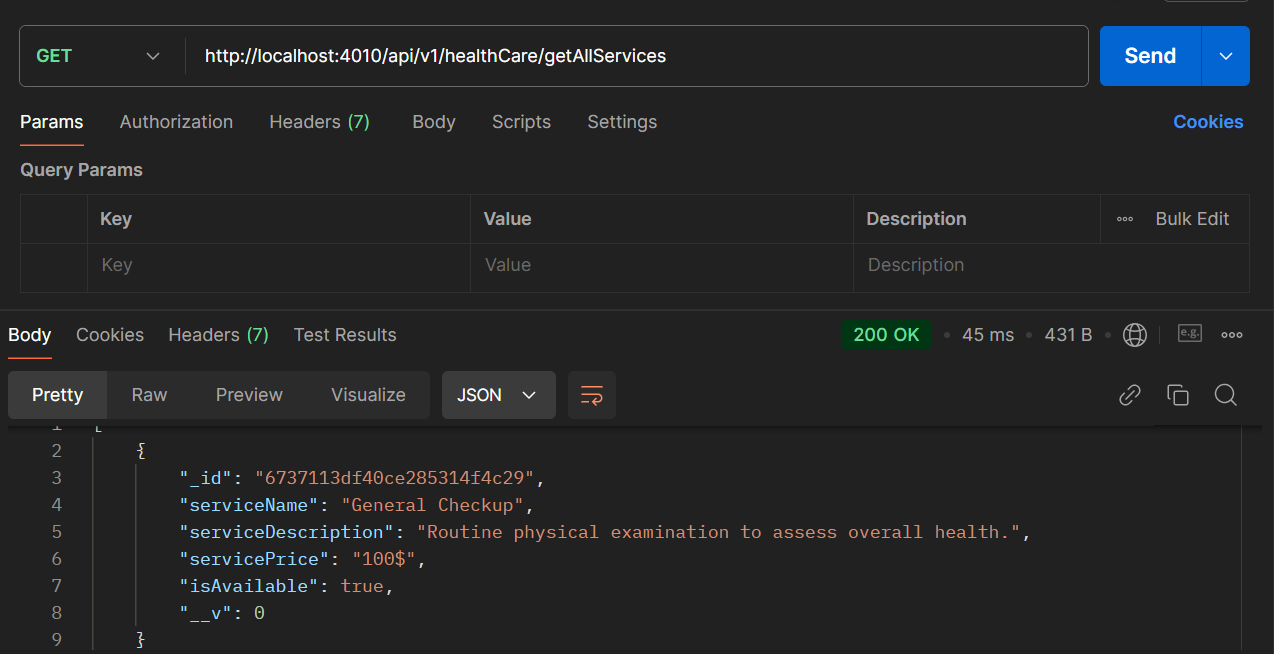 GET http://localhost:4010/api/v1/healthCare/getAllServices Send
Params Authorization Headers (7) Body Scripts Settings Cookies
Query Params
Key Value Description Bulk Edit
Key Value Description
Body Cookies Headers (7) Test Results 200 OK • 45 ms • 431 B • e.g.
Pretty Raw Preview Visualize JSON
1 [
2 {
3 "_id": "6737113df40ce285314f4c29",
4 "serviceName": "General Checkup",
5 "serviceDescription": "Routine physical examination to assess overall health.",
6 "servicePrice": "100$",
7 "isAvailable": true,
8 "__v": 0
9 }